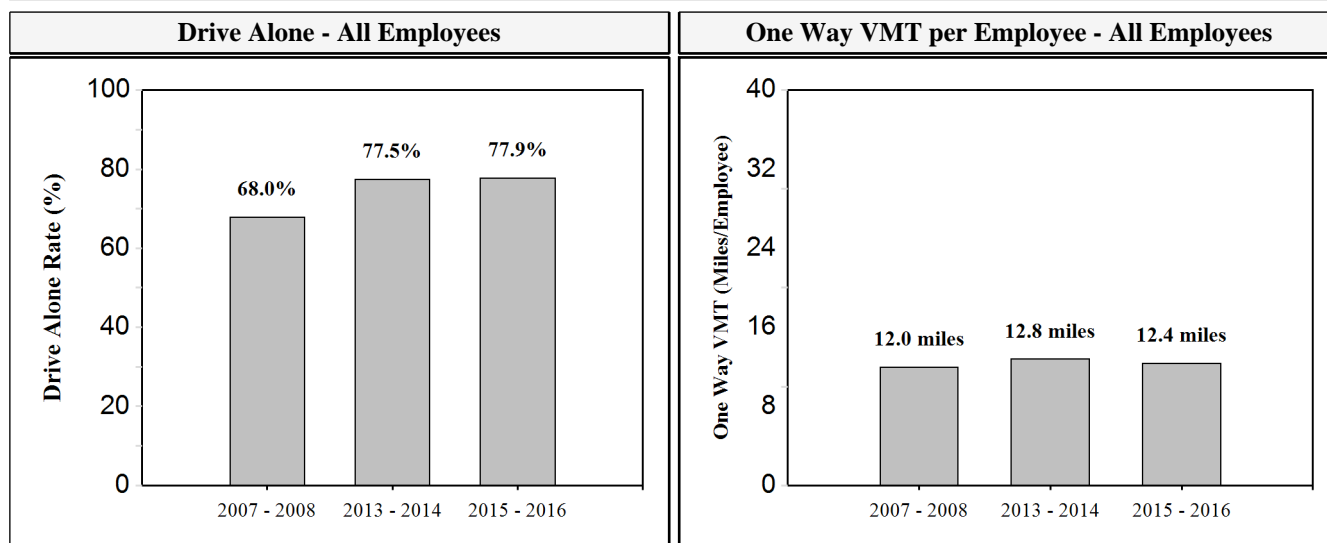 Drive Alone - All Employees
One Way VMT per Employee - All Employees
Drive Alone Rate (%)
100
80
60
40
20
0
68.0%
77.5%
77.9%
2007 - 2008
2013 - 2014
2015 - 2016
One Way VMT (Miles/Employee)
40
32
24
16
8
0
12.0 miles
12.8 miles
12.4 miles
2007 - 2008
2013 - 2014
2015 - 2016